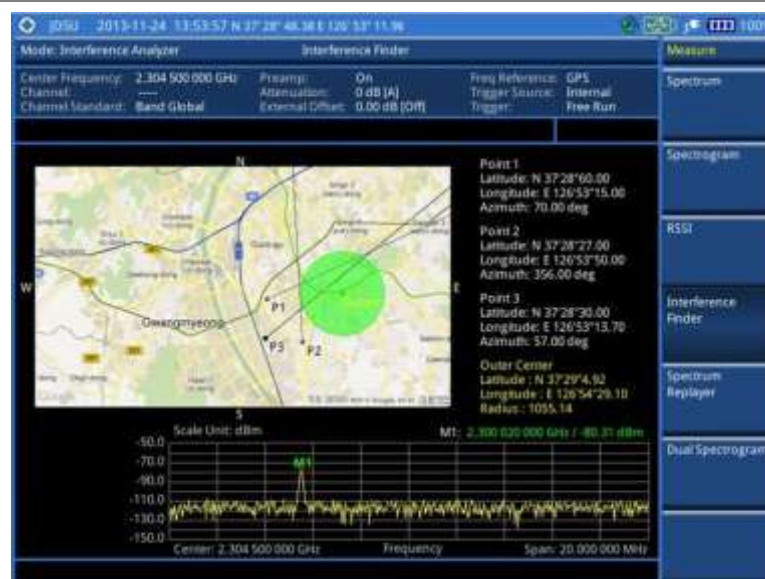 JDSU 2013-11-24 13:53:57 N 37° 28' 48.38 E 126° 53' 11.96 100%
Mode: Interference Analyzer Interference Finder Measure
Center Frequency: 2.304 500 000 GHz Preamp: On Freq Reference: GPS
Channel: ---- Attenuation: 0 dB [A] Trigger Source: Internal
Channel Standard: Band Global External Offset: 0.00 dB [Off] Trigger: Free Run
Spectrum
Spectrogram
RSSI
Interference Finder
Spectrum Replayer
Dual Spectrogram
N
W
E
S
Gwangmyeong
P1
P2
P3
Point 1
Latitude: N 37°28"60.00
Longitude: E 126°53"15.00
Azimuth: 70.00 deg
Point 2
Latitude: N 37°28"27.00
Longitude: E 126°53"50.00
Azimuth: 356.00 deg
Point 3
Latitude: N 37°28"30.00
Longitude: E 126°53"13.70
Azimuth: 57.00 deg
Outer Center
Latitude : N 37°29"4.92
Longitude : E 126°54"29.10
Radius : 1055.14
Scale Unit: dBm M1: 2.300 020 000 GHz / -80.31 dBm
-50.0
-70.0
M1
-90.0
-110.0
-130.0
-150.0
Center: 2.304 500 000 GHz Frequency Span: 20.000 000 MHz